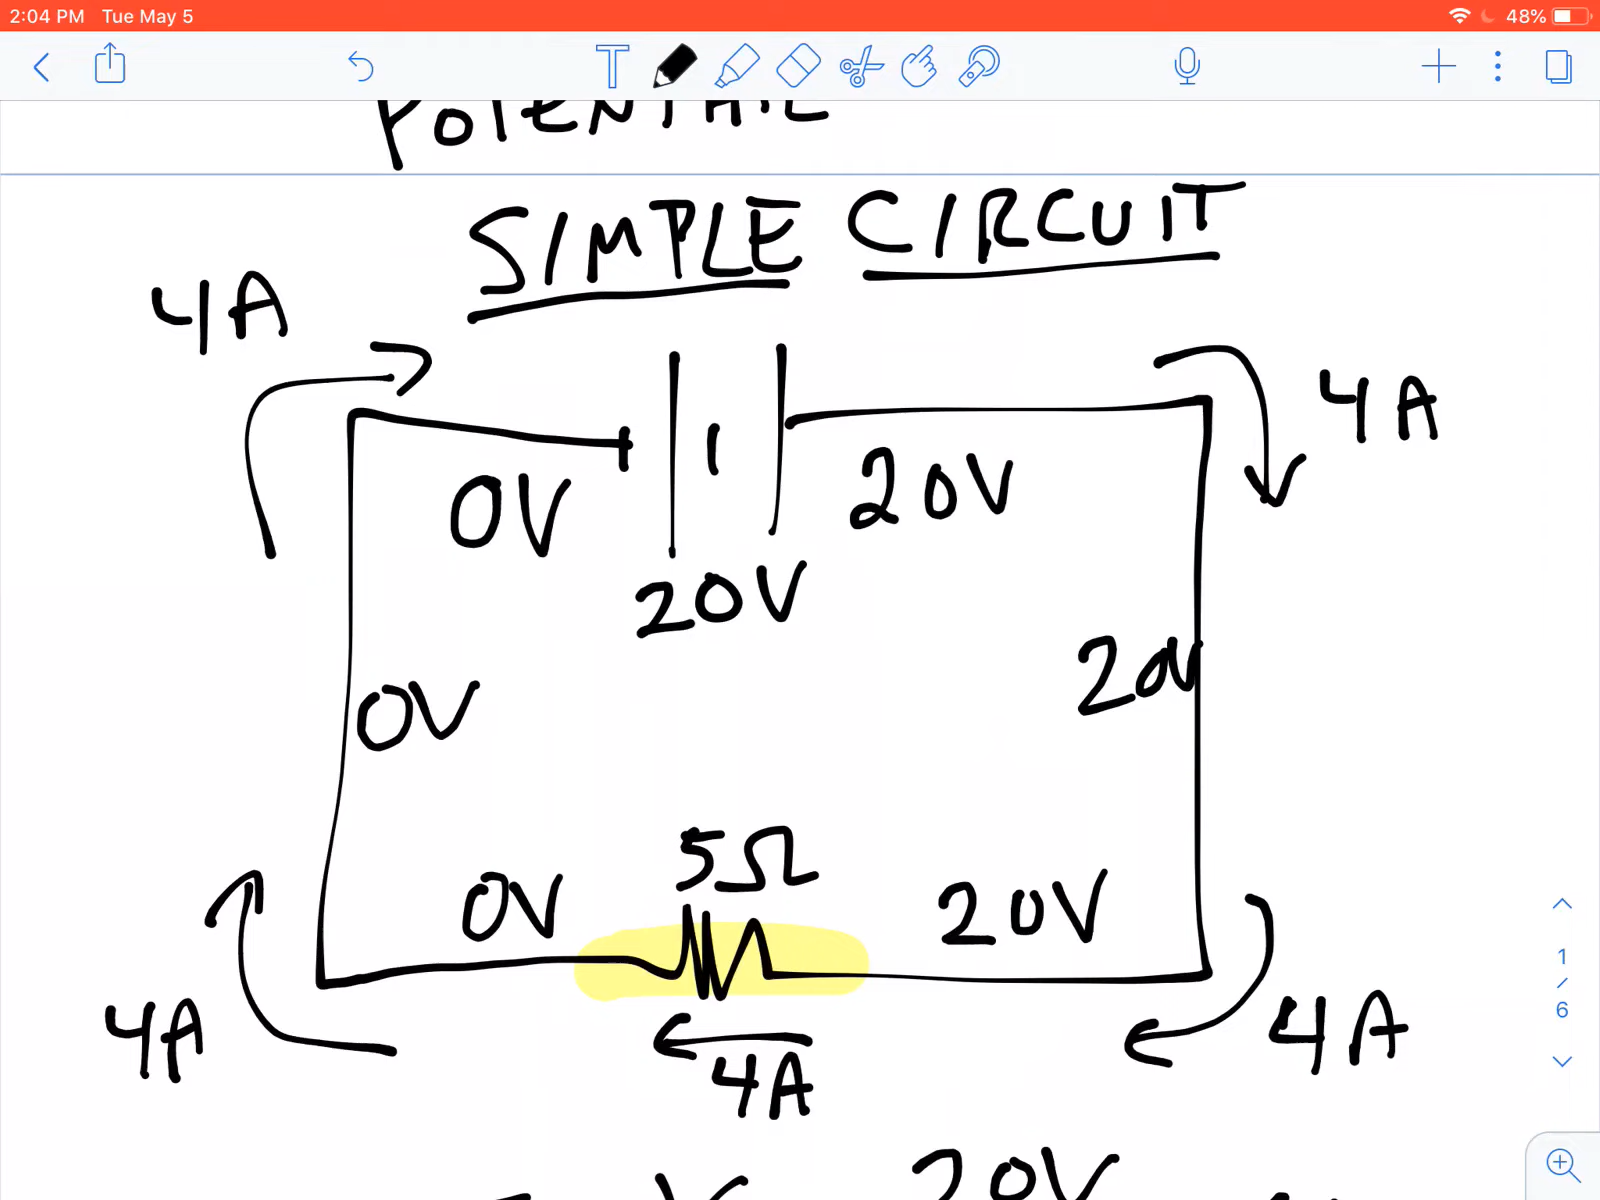 2:04 PM Tue May 5
48%
POTENTIAL
SIMPLE CIRCUIT
4A
4A
0V
20V
20V
0V
20V
5Ω
0V
20V
4A
4A
4A
1
/
6
20V